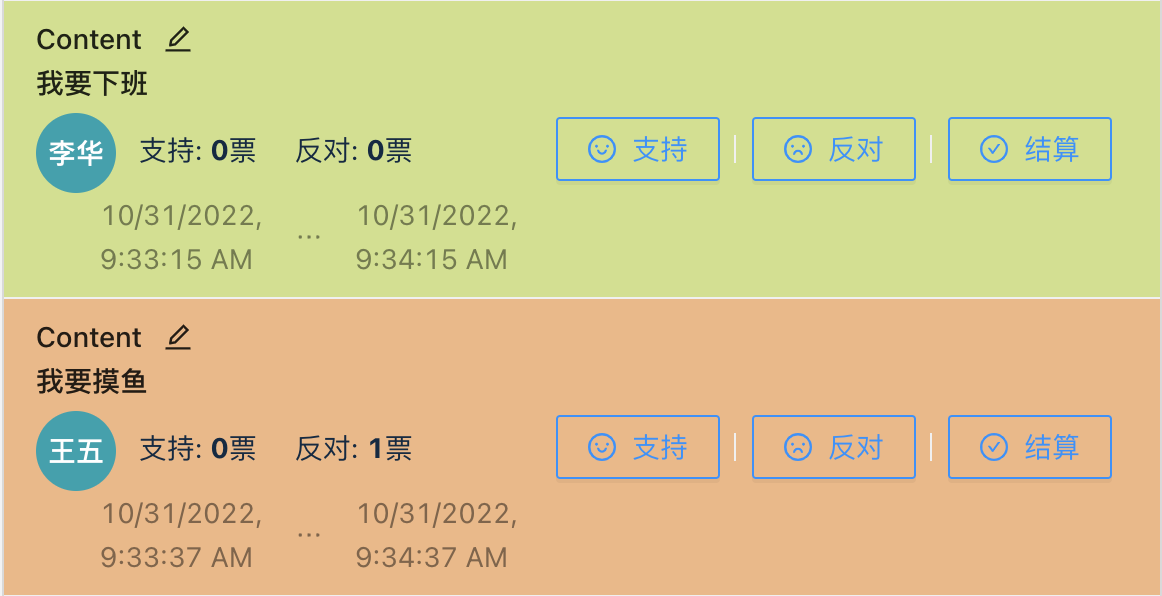 Content
我要下班
李华 支持: 0票 反对: 0票 支持 反对 结算
10/31/2022, ... 10/31/2022,
9:33:15 AM 9:34:15 AM
Content
我要摸鱼
王五 支持: 0票 反对: 1票 支持 反对 结算
10/31/2022, ... 10/31/2022,
9:33:37 AM 9:34:37 AM